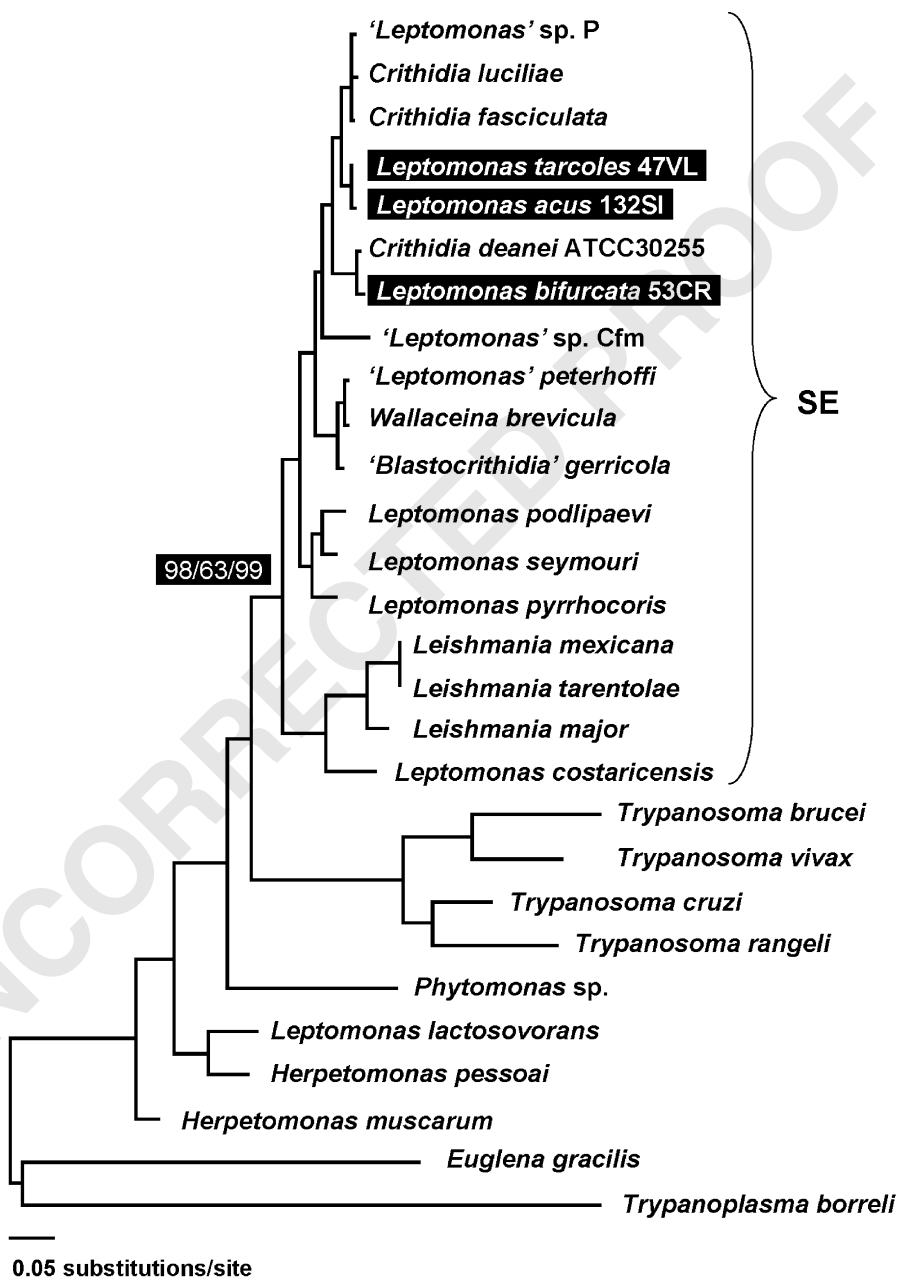 ‘Leptomonas’ sp. P
Crithidia luciliae
Crithidia fasciculata
Leptomonas tarcoles 47VL
Leptomonas acus 132SI
Crithidia deanei ATCC30255
Leptomonas bifurcata 53CR
‘Leptomonas’ sp. Cfm
‘Leptomonas’ peterhoffi
SE
Wallaceina brevicula
‘Blastocrithidia’ gerricola
Leptomonas podlipaevi
Leptomonas seymouri
98/63/99
Leptomonas pyrrhocoris
Leishmania mexicana
Leishmania tarentolae
Leishmania major
Leptomonas costaricensis
Trypanosoma brucei
Trypanosoma vivax
Trypanosoma cruzi
Trypanosoma rangeli
Phytomonas sp.
Leptomonas lactosovorans
Herpetomonas pessoai
Herpetomonas muscarum
Euglena gracilis
Trypanoplasma borreli
0.05 substitutions/site
NCORRECTED PROOF